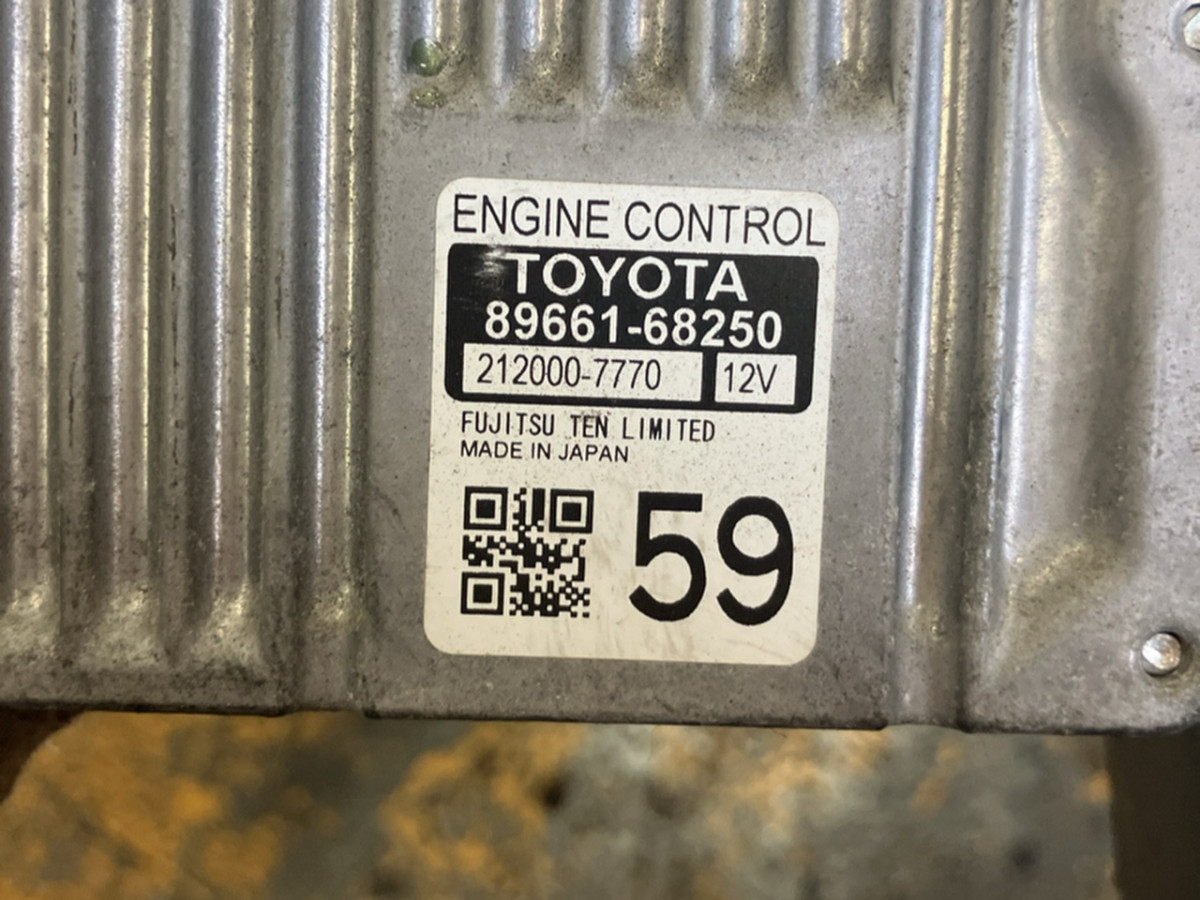 ENGINE CONTROL
TOYOTA
89661-68250
212000-7770 12V
FUJITSU TEN LIMITED
MADE IN JAPAN
59